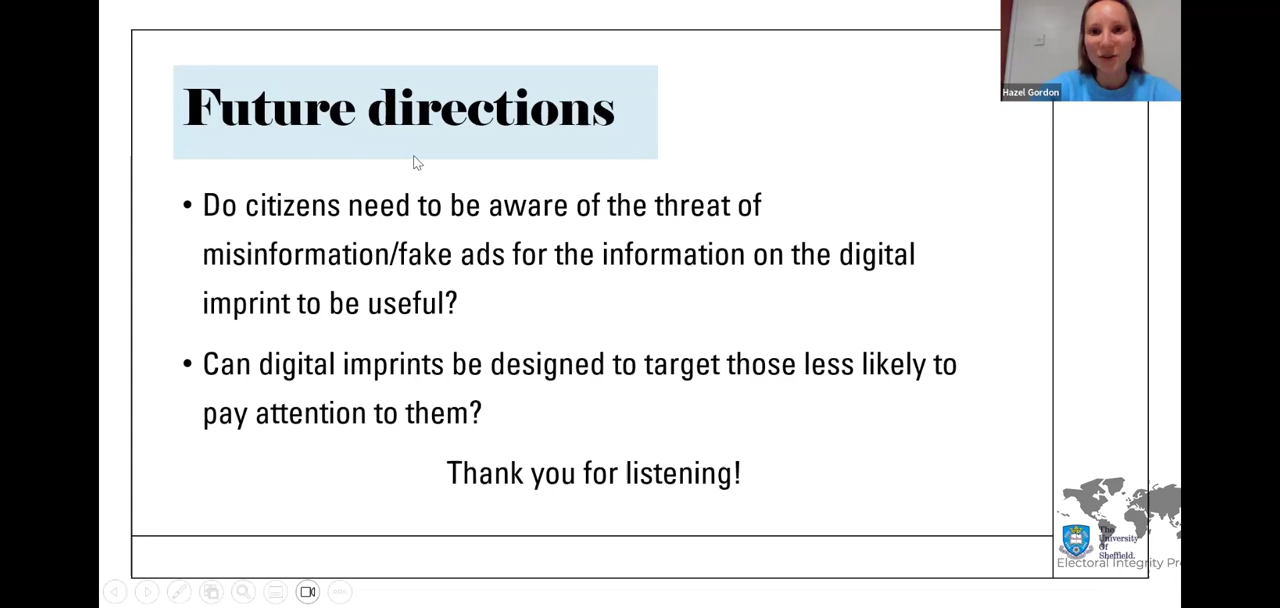 Future directions
Hazel Gordon
• Do citizens need to be aware of the threat of
misinformation/fake ads for the information on the digital
imprint to be useful?
• Can digital imprints be designed to target those less likely to
pay attention to them?
Thank you for listening!
The
University
Of
Sheffield.
Electoral Integrity Pr